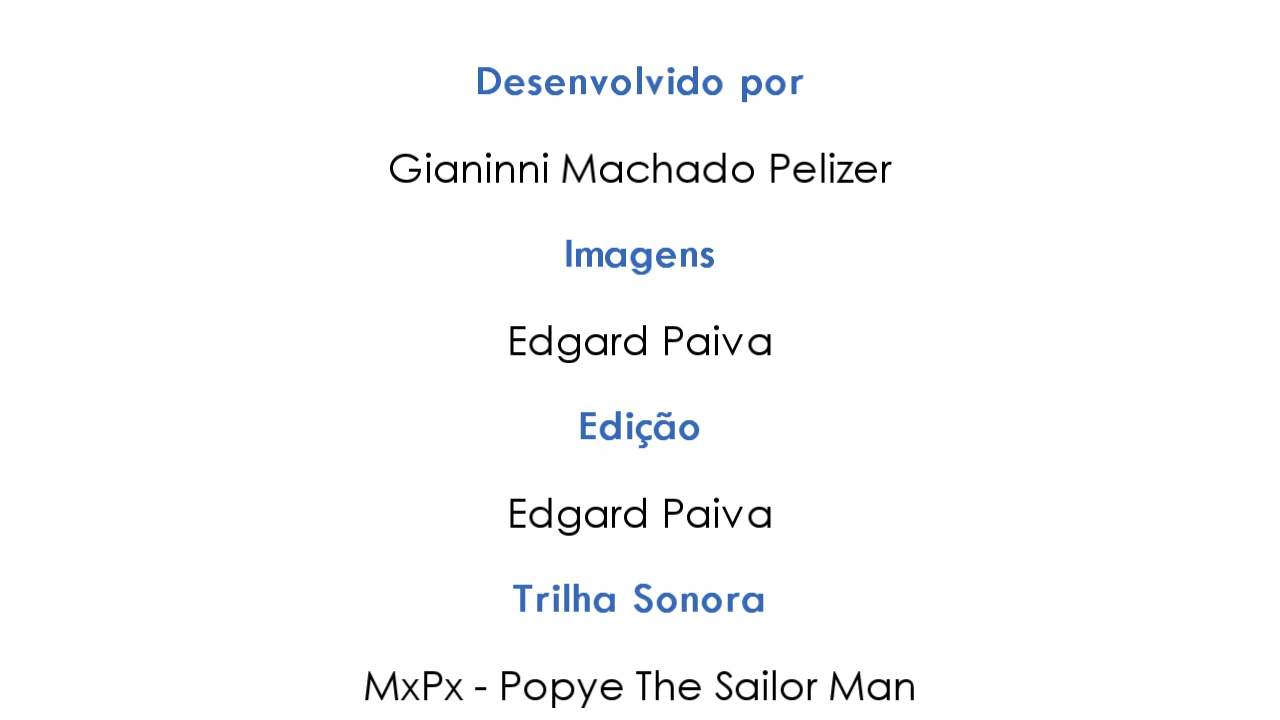 Desenvolvido por
Gianinni Machado Pelizer
Imagens
Edgard Paiva
Edição
Edgard Paiva
Trilha Sonora
MxPx - Popye The Sailor Man